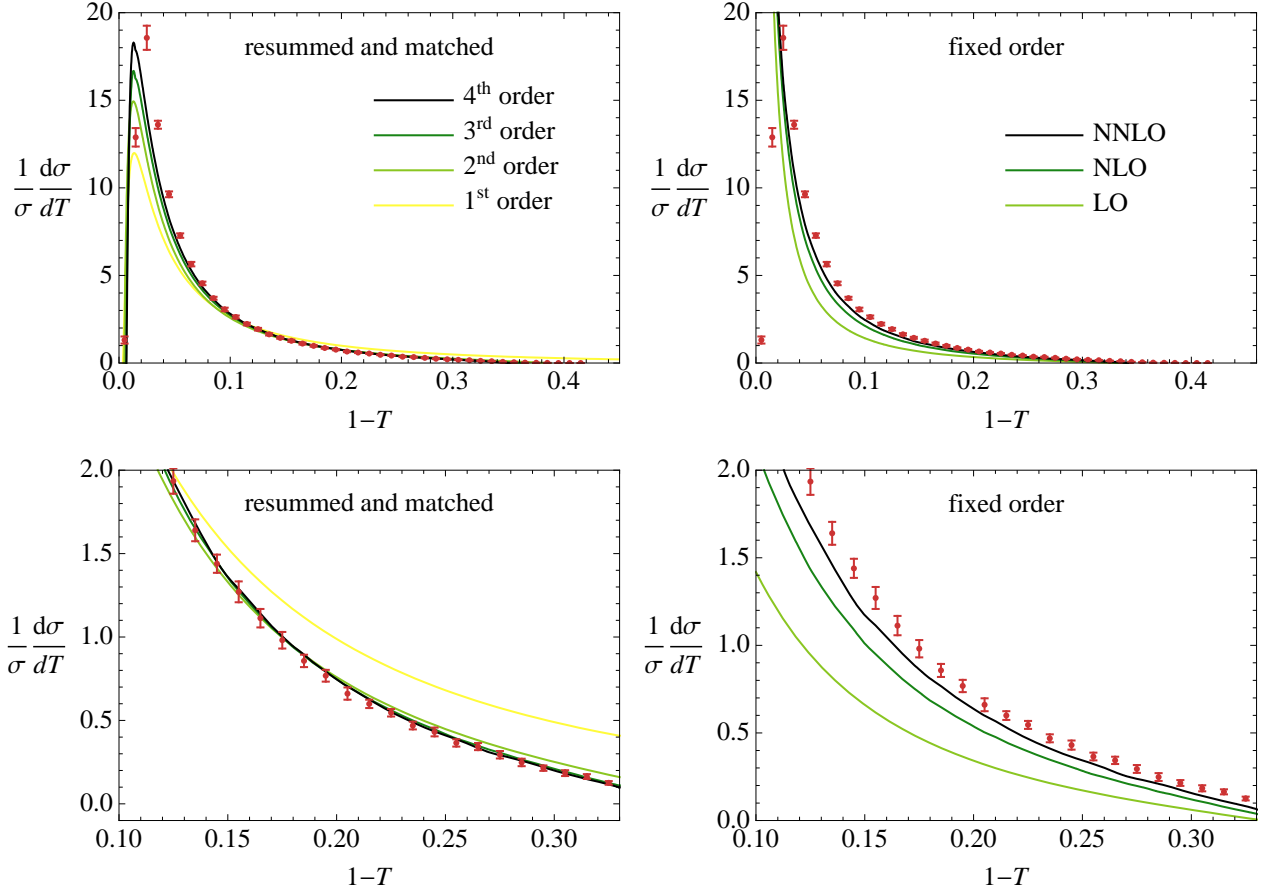 20
15
10
5
0
0.0
0.1
0.2
0.3
0.4
1−T
1/σ dσ/dT
resummed and matched
4th order
3rd order
2nd order
1st order
20
15
10
5
0
0.0
0.1
0.2
0.3
0.4
1−T
1/σ dσ/dT
fixed order
NNLO
NLO
LO
2.0
1.5
1.0
0.5
0.0
0.10
0.15
0.20
0.25
0.30
1−T
1/σ dσ/dT
resummed and matched
2.0
1.5
1.0
0.5
0.0
0.10
0.15
0.20
0.25
0.30
1−T
1/σ dσ/dT
fixed order